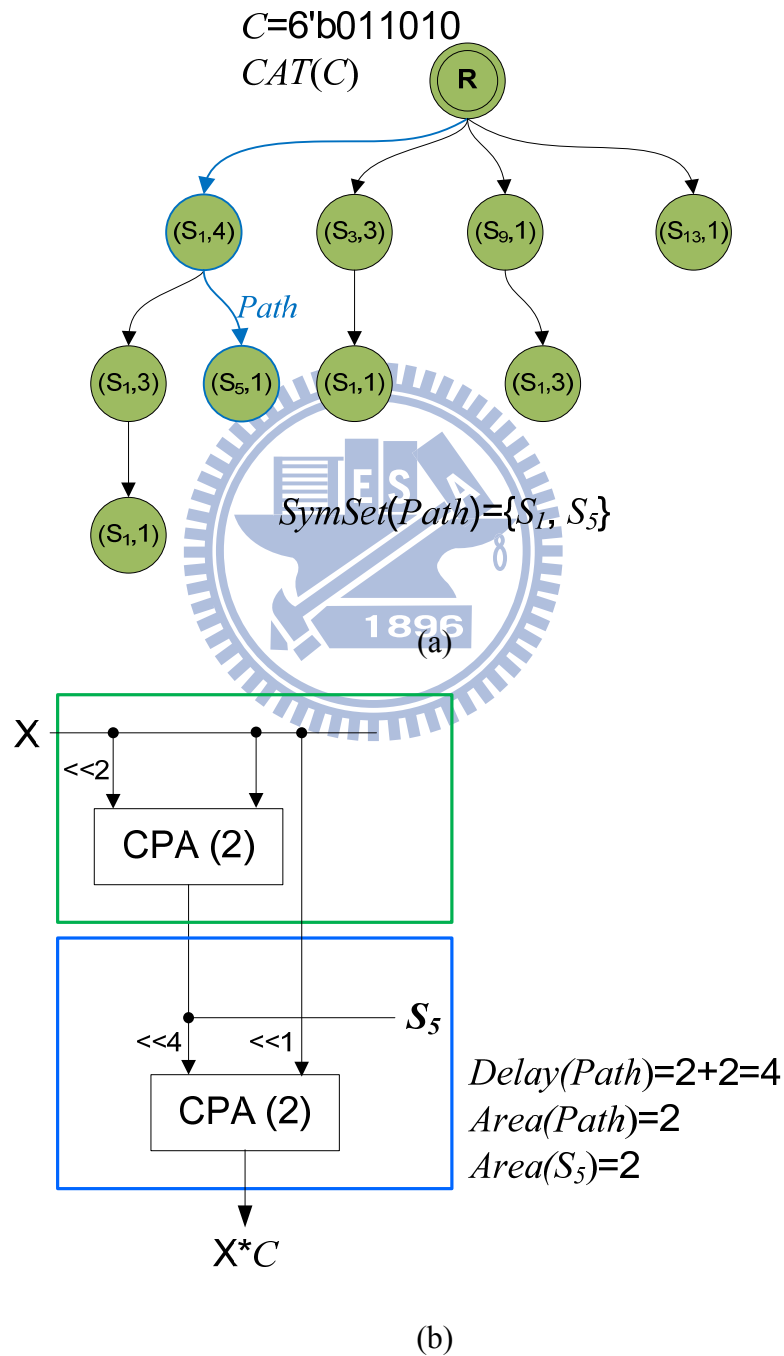 C=6'b011010
CAT(C)
R
(S1,4)
(S3,3)
(S9,1)
(S13,1)
Path
(S1,3)
(S5,1)
(S1,1)
(S1,3)
E S A
SymSet(Path)={S1, S5}
(S1,1)
1896
(a)
X
<<2
CPA (2)
S5
<<4
<<1
CPA (2)
Delay(Path)=2+2=4
Area(Path)=2
Area(S5)=2
X*C
(b)